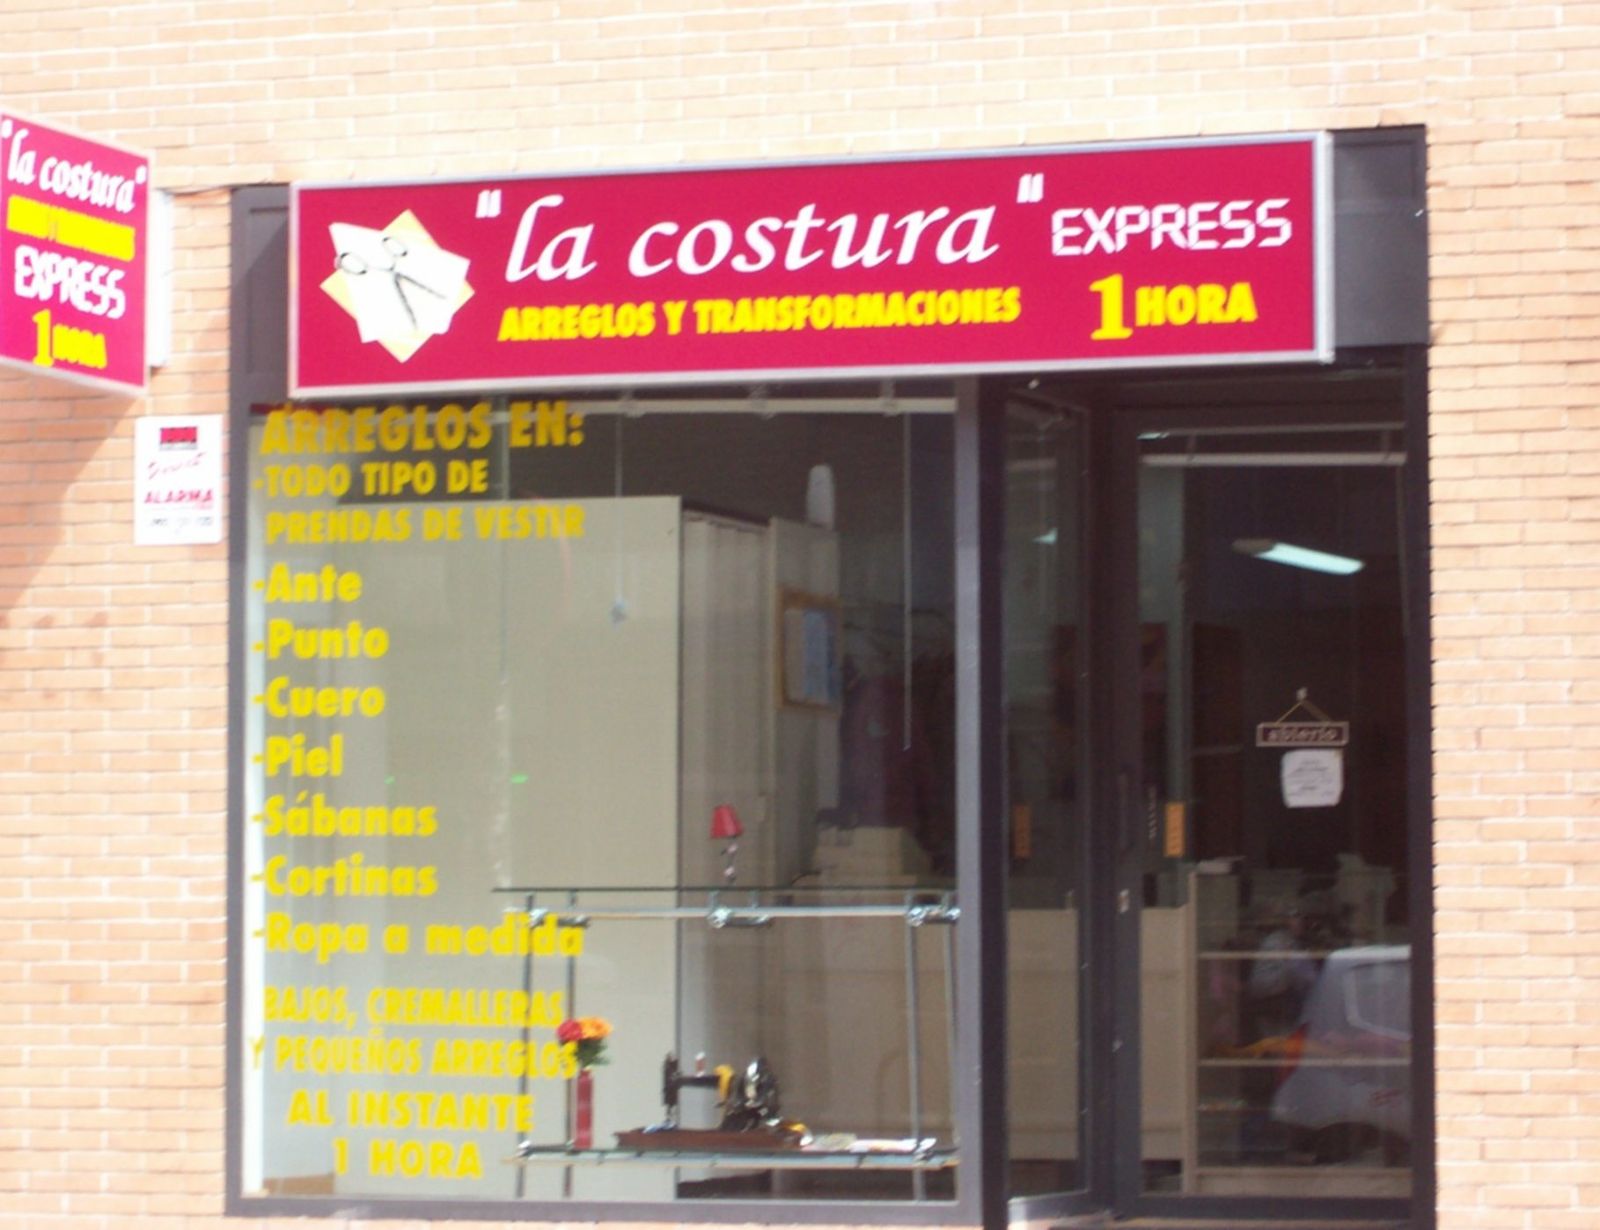 "la costura"
EXPRESS
1 HORA
"la costura" EXPRESS
ARREGLOS Y TRANSFORMACIONES 1 HORA
ALARMA
ARREGLOS EN:
-TODO TIPO DE
PRENDAS DE VESTIR
-Ante
-Punto
-Cuero
-Piel
-Sábanas
-Cortinas
-Ropa a medida
BAJOS, CREMALLERAS
Y PEQUEÑOS ARREGLOS
AL INSTANTE
1 HORA
abierto